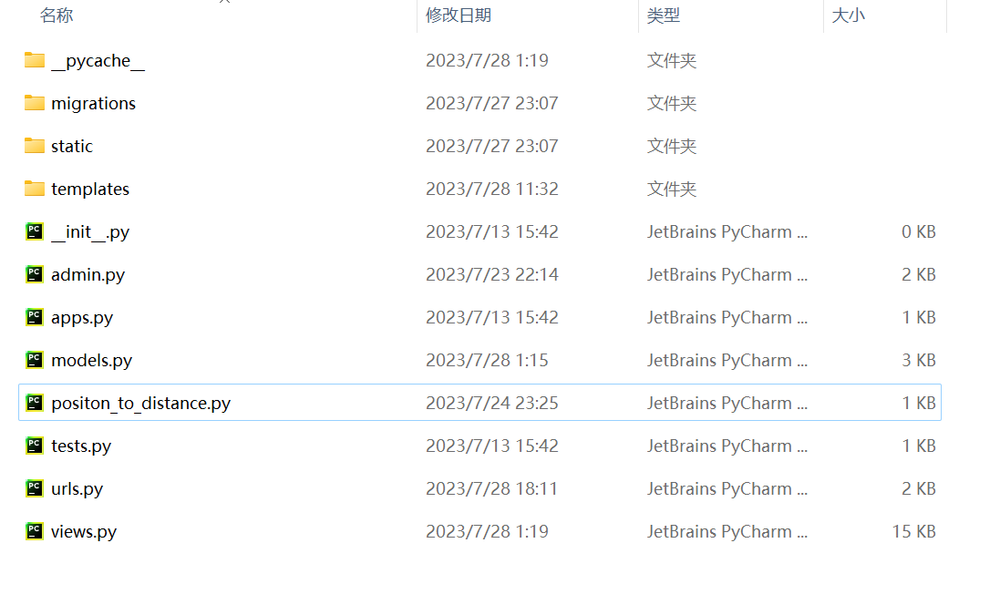 名称 修改日期 类型 大小
__pycache__ 2023/7/28 1:19 文件夹
migrations 2023/7/27 23:07 文件夹
static 2023/7/27 23:07 文件夹
templates 2023/7/28 11:32 文件夹
__init__.py 2023/7/13 15:42 JetBrains PyCharm ... 0 KB
admin.py 2023/7/23 22:14 JetBrains PyCharm ... 2 KB
apps.py 2023/7/13 15:42 JetBrains PyCharm ... 1 KB
models.py 2023/7/28 1:15 JetBrains PyCharm ... 3 KB
positon_to_distance.py 2023/7/24 23:25 JetBrains PyCharm ... 1 KB
tests.py 2023/7/13 15:42 JetBrains PyCharm ... 1 KB
urls.py 2023/7/28 18:11 JetBrains PyCharm ... 2 KB
views.py 2023/7/28 1:19 JetBrains PyCharm ... 15 KB